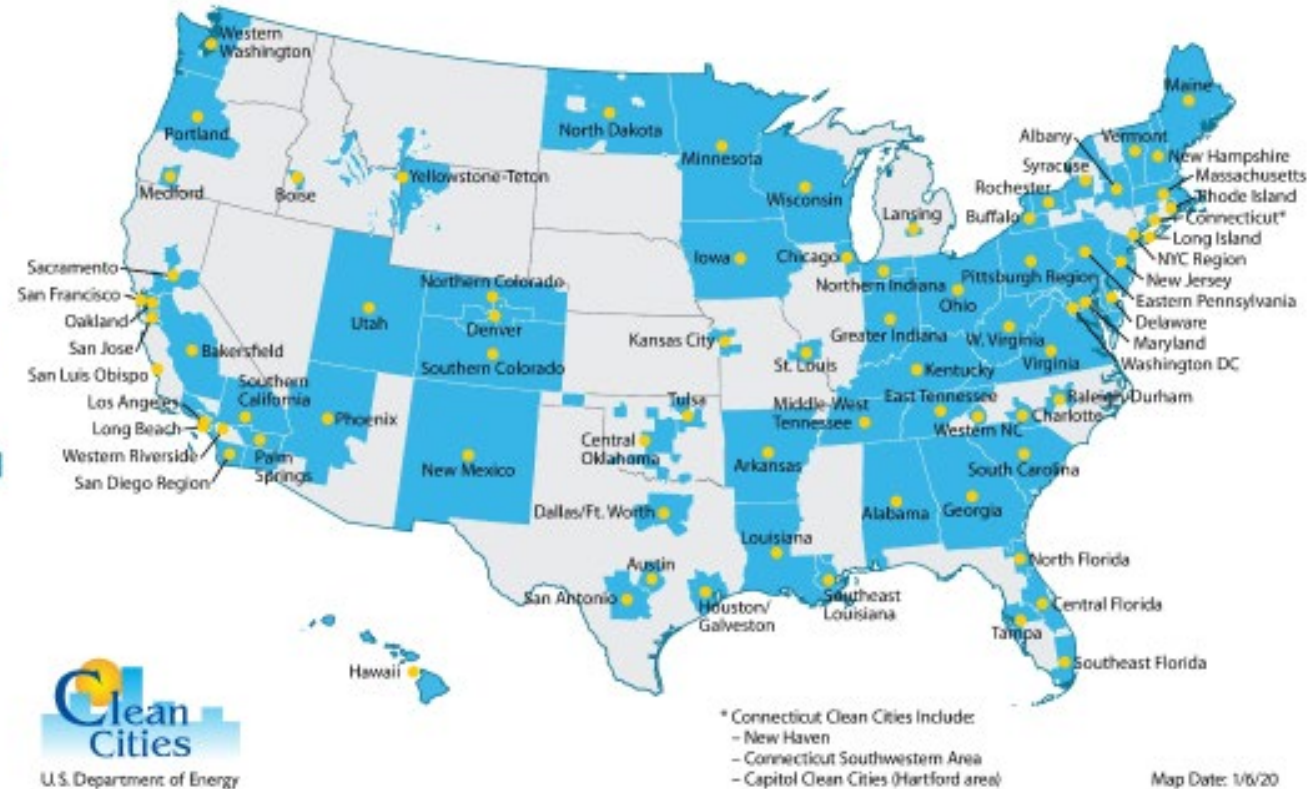 Western
Washington
Portland
Medford
Boise
Yellowstone-Teton
North Dakota
Minnesota
Wisconsin
Iowa
Chicago
Lansing
Northern Indiana
Greater Indiana
Ohio
Pittsburgh Region
W. Virginia
Virginia
Kentucky
East Tennessee
Middle-West
Tennessee
Western NC
Charlotte
Raleigh-Durham
South Carolina
Georgia
Alabama
Arkansas
Louisiana
Southeast
Louisiana
North Florida
Central Florida
Tampa
Southeast Florida
Maine
Vermont
Albany
Syracuse
Rochester
Buffalo
New Hampshire
Massachusetts
Rhode Island
Connecticut*
Long Island
NYC Region
New Jersey
Eastern Pennsylvania
Delaware
Maryland
Washington DC
Sacramento
San Francisco
Oakland
San Jose
San Luis Obispo
Bakersfield
Southern
California
Los Angeles
Long Beach
Western Riverside
San Diego Region
Palm
Springs
Phoenix
Utah
Northern Colorado
Denver
Southern Colorado
New Mexico
Kansas City
St. Louis
Tulsa
Central
Oklahoma
Dallas/Ft. Worth
Austin
San Antonio
Houston/
Galveston
Hawaii
Clean
Cities
U.S. Department of Energy
* Connecticut Clean Cities Include:
– New Haven
– Connecticut Southwestern Area
– Capitol Clean Cities (Hartford area)
Map Date: 1/6/20